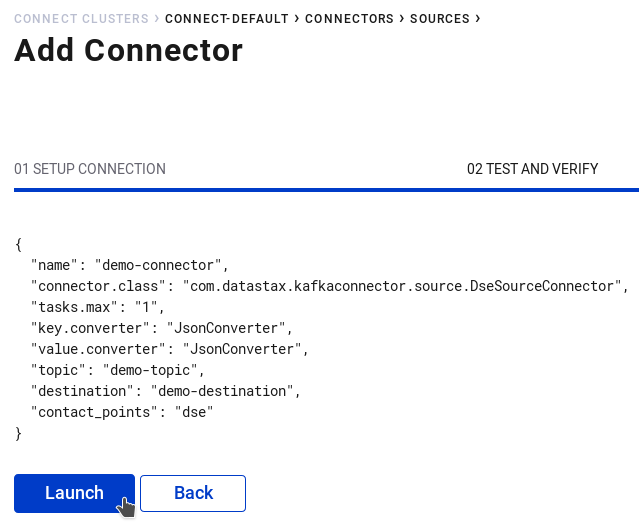 CONNECT CLUSTERS › CONNECT-DEFAULT › CONNECTORS › SOURCES ›
Add Connector
01 SETUP CONNECTION 02 TEST AND VERIFY
{
  "name": "demo-connector",
  "connector.class": "com.datastax.kafkaconnector.source.DseSourceConnector",
  "tasks.max": "1",
  "key.converter": "JsonConverter",
  "value.converter": "JsonConverter",
  "topic": "demo-topic",
  "destination": "demo-destination",
  "contact_points": "dse"
}
Launch Back